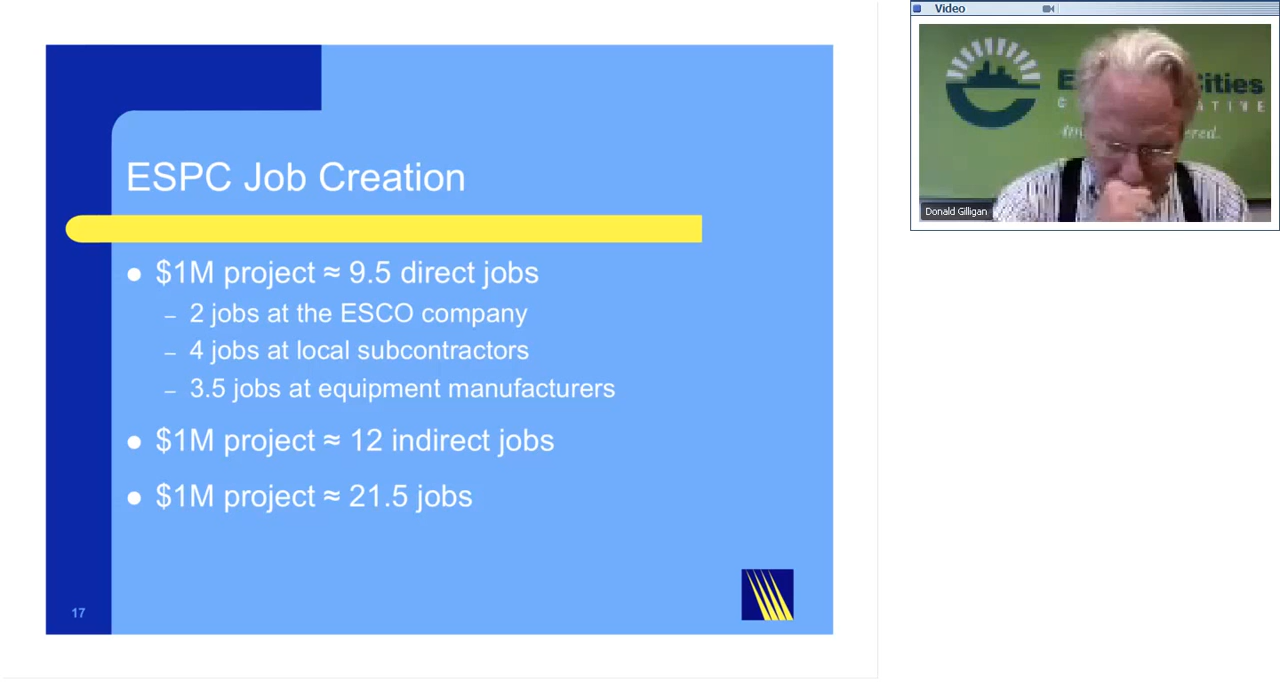 ESPC Job Creation
● $1M project ≈ 9.5 direct jobs
– 2 jobs at the ESCO company
– 4 jobs at local subcontractors
– 3.5 jobs at equipment manufacturers
● $1M project ≈ 12 indirect jobs
● $1M project ≈ 21.5 jobs
17
Video
Cities
Donald Gilligan